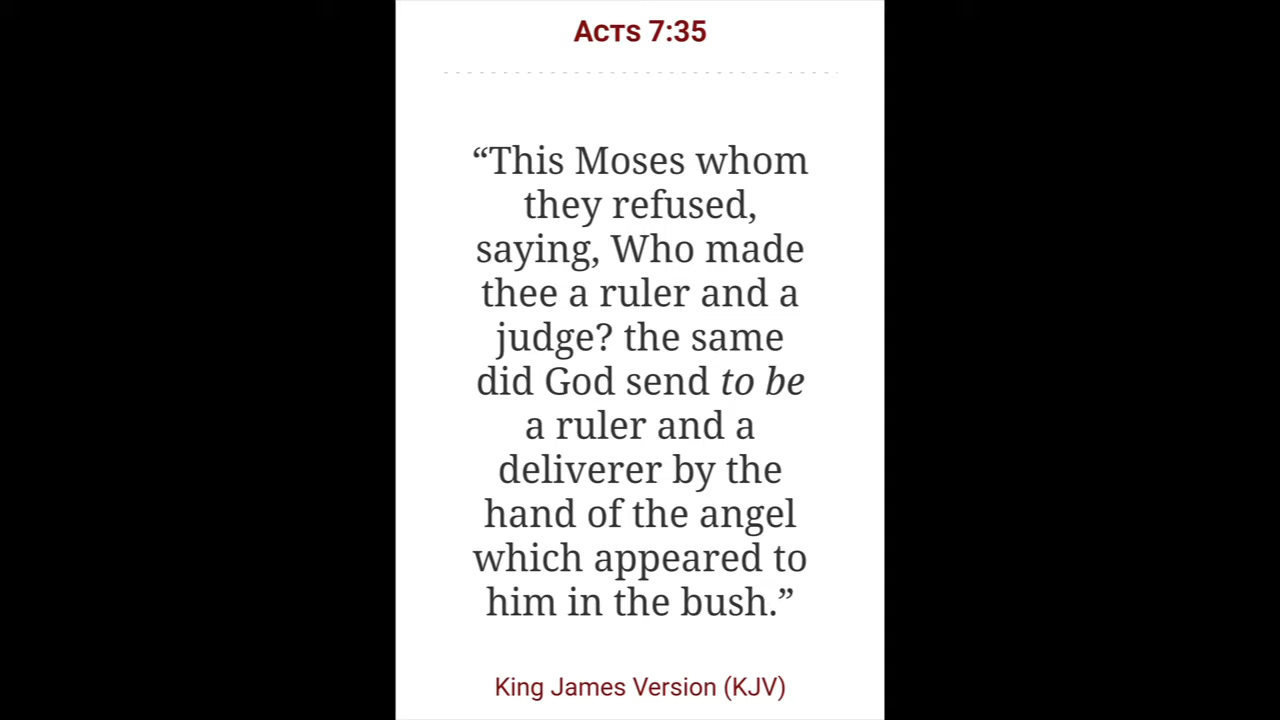 Acts 7:35
“This Moses whom
they refused,
saying, Who made
thee a ruler and a
judge? the same
did God send to be
a ruler and a
deliverer by the
hand of the angel
which appeared to
him in the bush.”
King James Version (KJV)